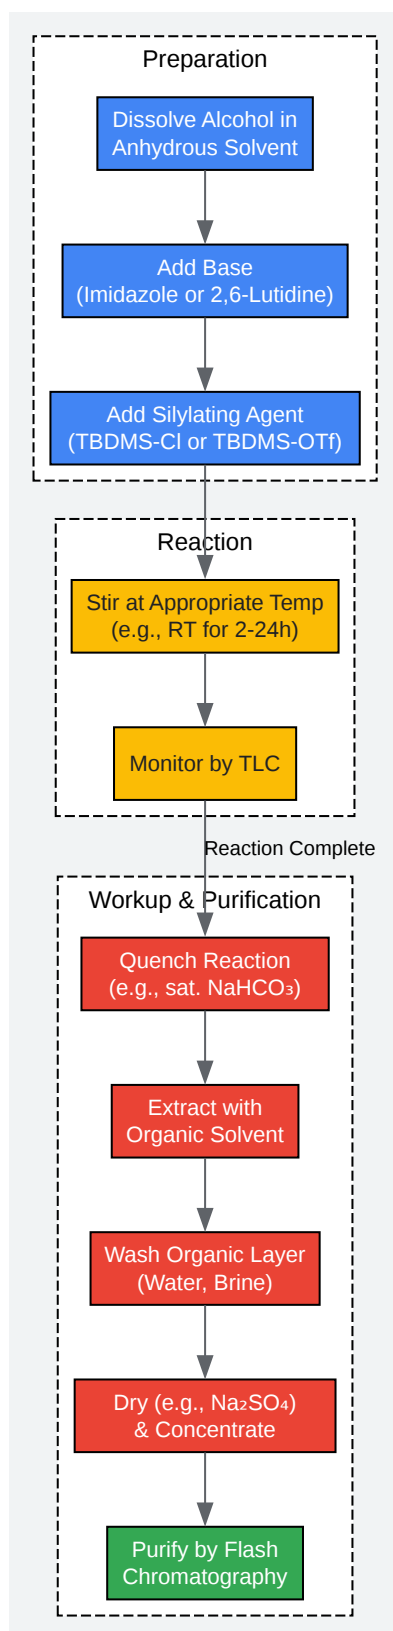 Preparation
Dissolve Alcohol in
Anhydrous Solvent
Add Base
(Imidazole or 2,6-Lutidine)
Add Silylating Agent
(TBDMS-Cl or TBDMS-OTf)
Reaction
Stir at Appropriate Temp
(e.g., RT for 2-24h)
Monitor by TLC
Reaction Complete
Workup & Purification
Quench Reaction
(e.g., sat. NaHCO₃)
Extract with
Organic Solvent
Wash Organic Layer
(Water, Brine)
Dry (e.g., Na₂SO₄)
& Concentrate
Purify by Flash
Chromatography